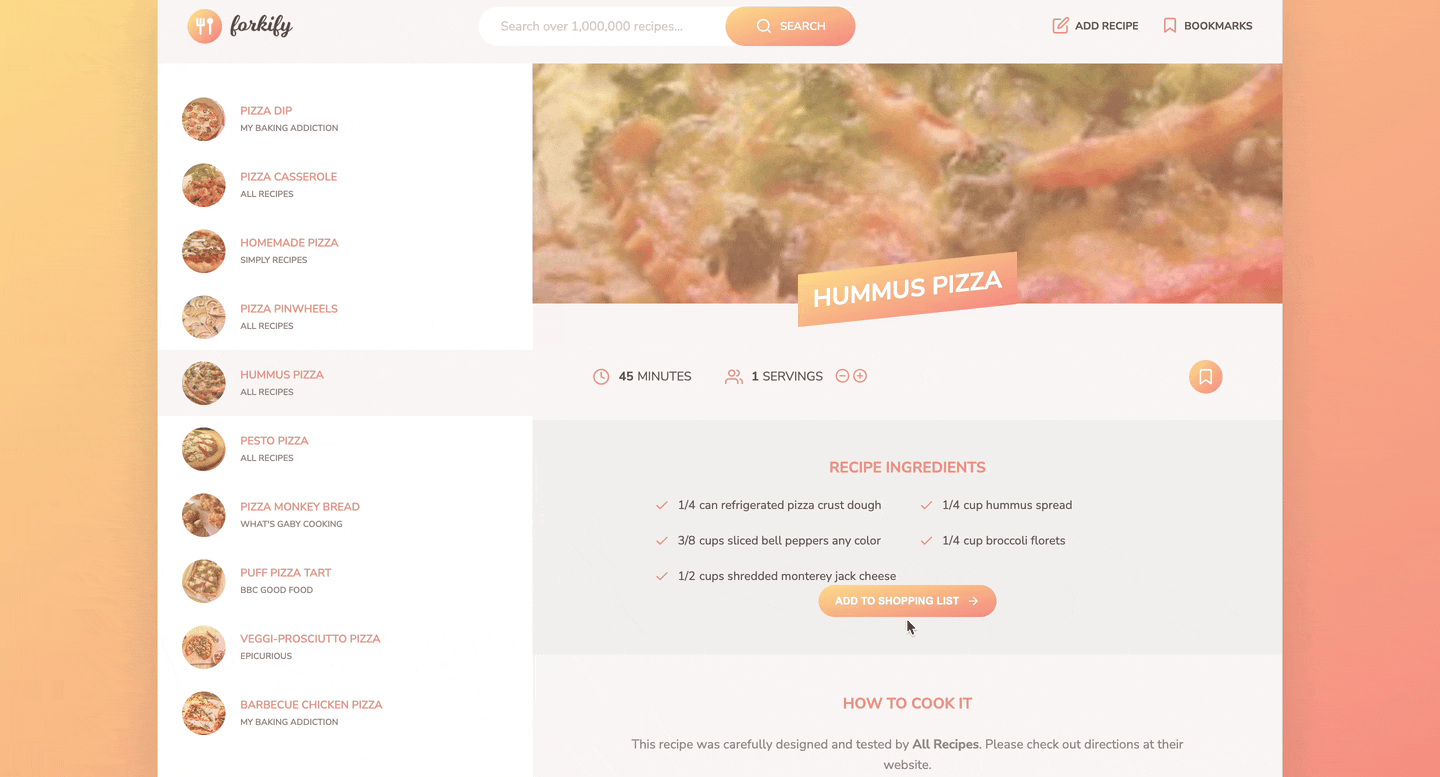 forkify
Search over 1,000,000 recipes...
SEARCH
ADD RECIPE
BOOKMARKS
PIZZA DIP
MY BAKING ADDICTION
PIZZA CASSEROLE
ALL RECIPES
HOMEMADE PIZZA
SIMPLY RECIPES
PIZZA PINWHEELS
ALL RECIPES
HUMMUS PIZZA
ALL RECIPES
PESTO PIZZA
ALL RECIPES
PIZZA MONKEY BREAD
WHAT'S GABY COOKING
PUFF PIZZA TART
BBC GOOD FOOD
VEGGI-PROSCIUTTO PIZZA
EPICURIOUS
BARBECUE CHICKEN PIZZA
MY BAKING ADDICTION
HUMMUS PIZZA
45 MINUTES
1 SERVINGS
RECIPE INGREDIENTS
1/4 can refrigerated pizza crust dough
1/4 cup hummus spread
3/8 cups sliced bell peppers any color
1/4 cup broccoli florets
1/2 cups shredded monterey jack cheese
ADD TO SHOPPING LIST
HOW TO COOK IT
This recipe was carefully designed and tested by All Recipes. Please check out directions at their
website.